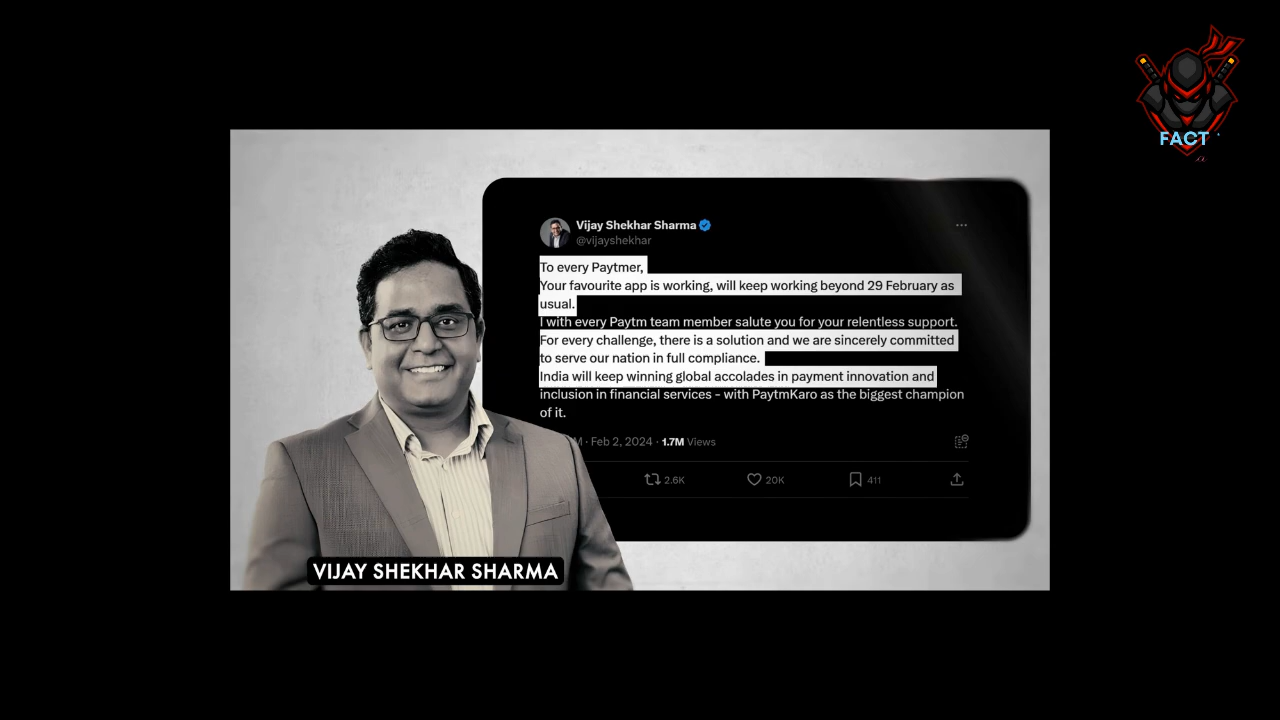 FACT
Vijay Shekhar Sharma
@vijayshekhar
To every Paytmer,
Your favourite app is working, will keep working beyond 29 February as
usual.
I with every Paytm team member salute you for your relentless support.
For every challenge, there is a solution and we are sincerely committed
to serve our nation in full compliance.
India will keep winning global accolades in payment innovation and
inclusion in financial services - with PaytmKaro as the biggest champion
of it.
M · Feb 2, 2024 · 1.7M Views
2.6K 20K 411
VIJAY SHEKHAR SHARMA